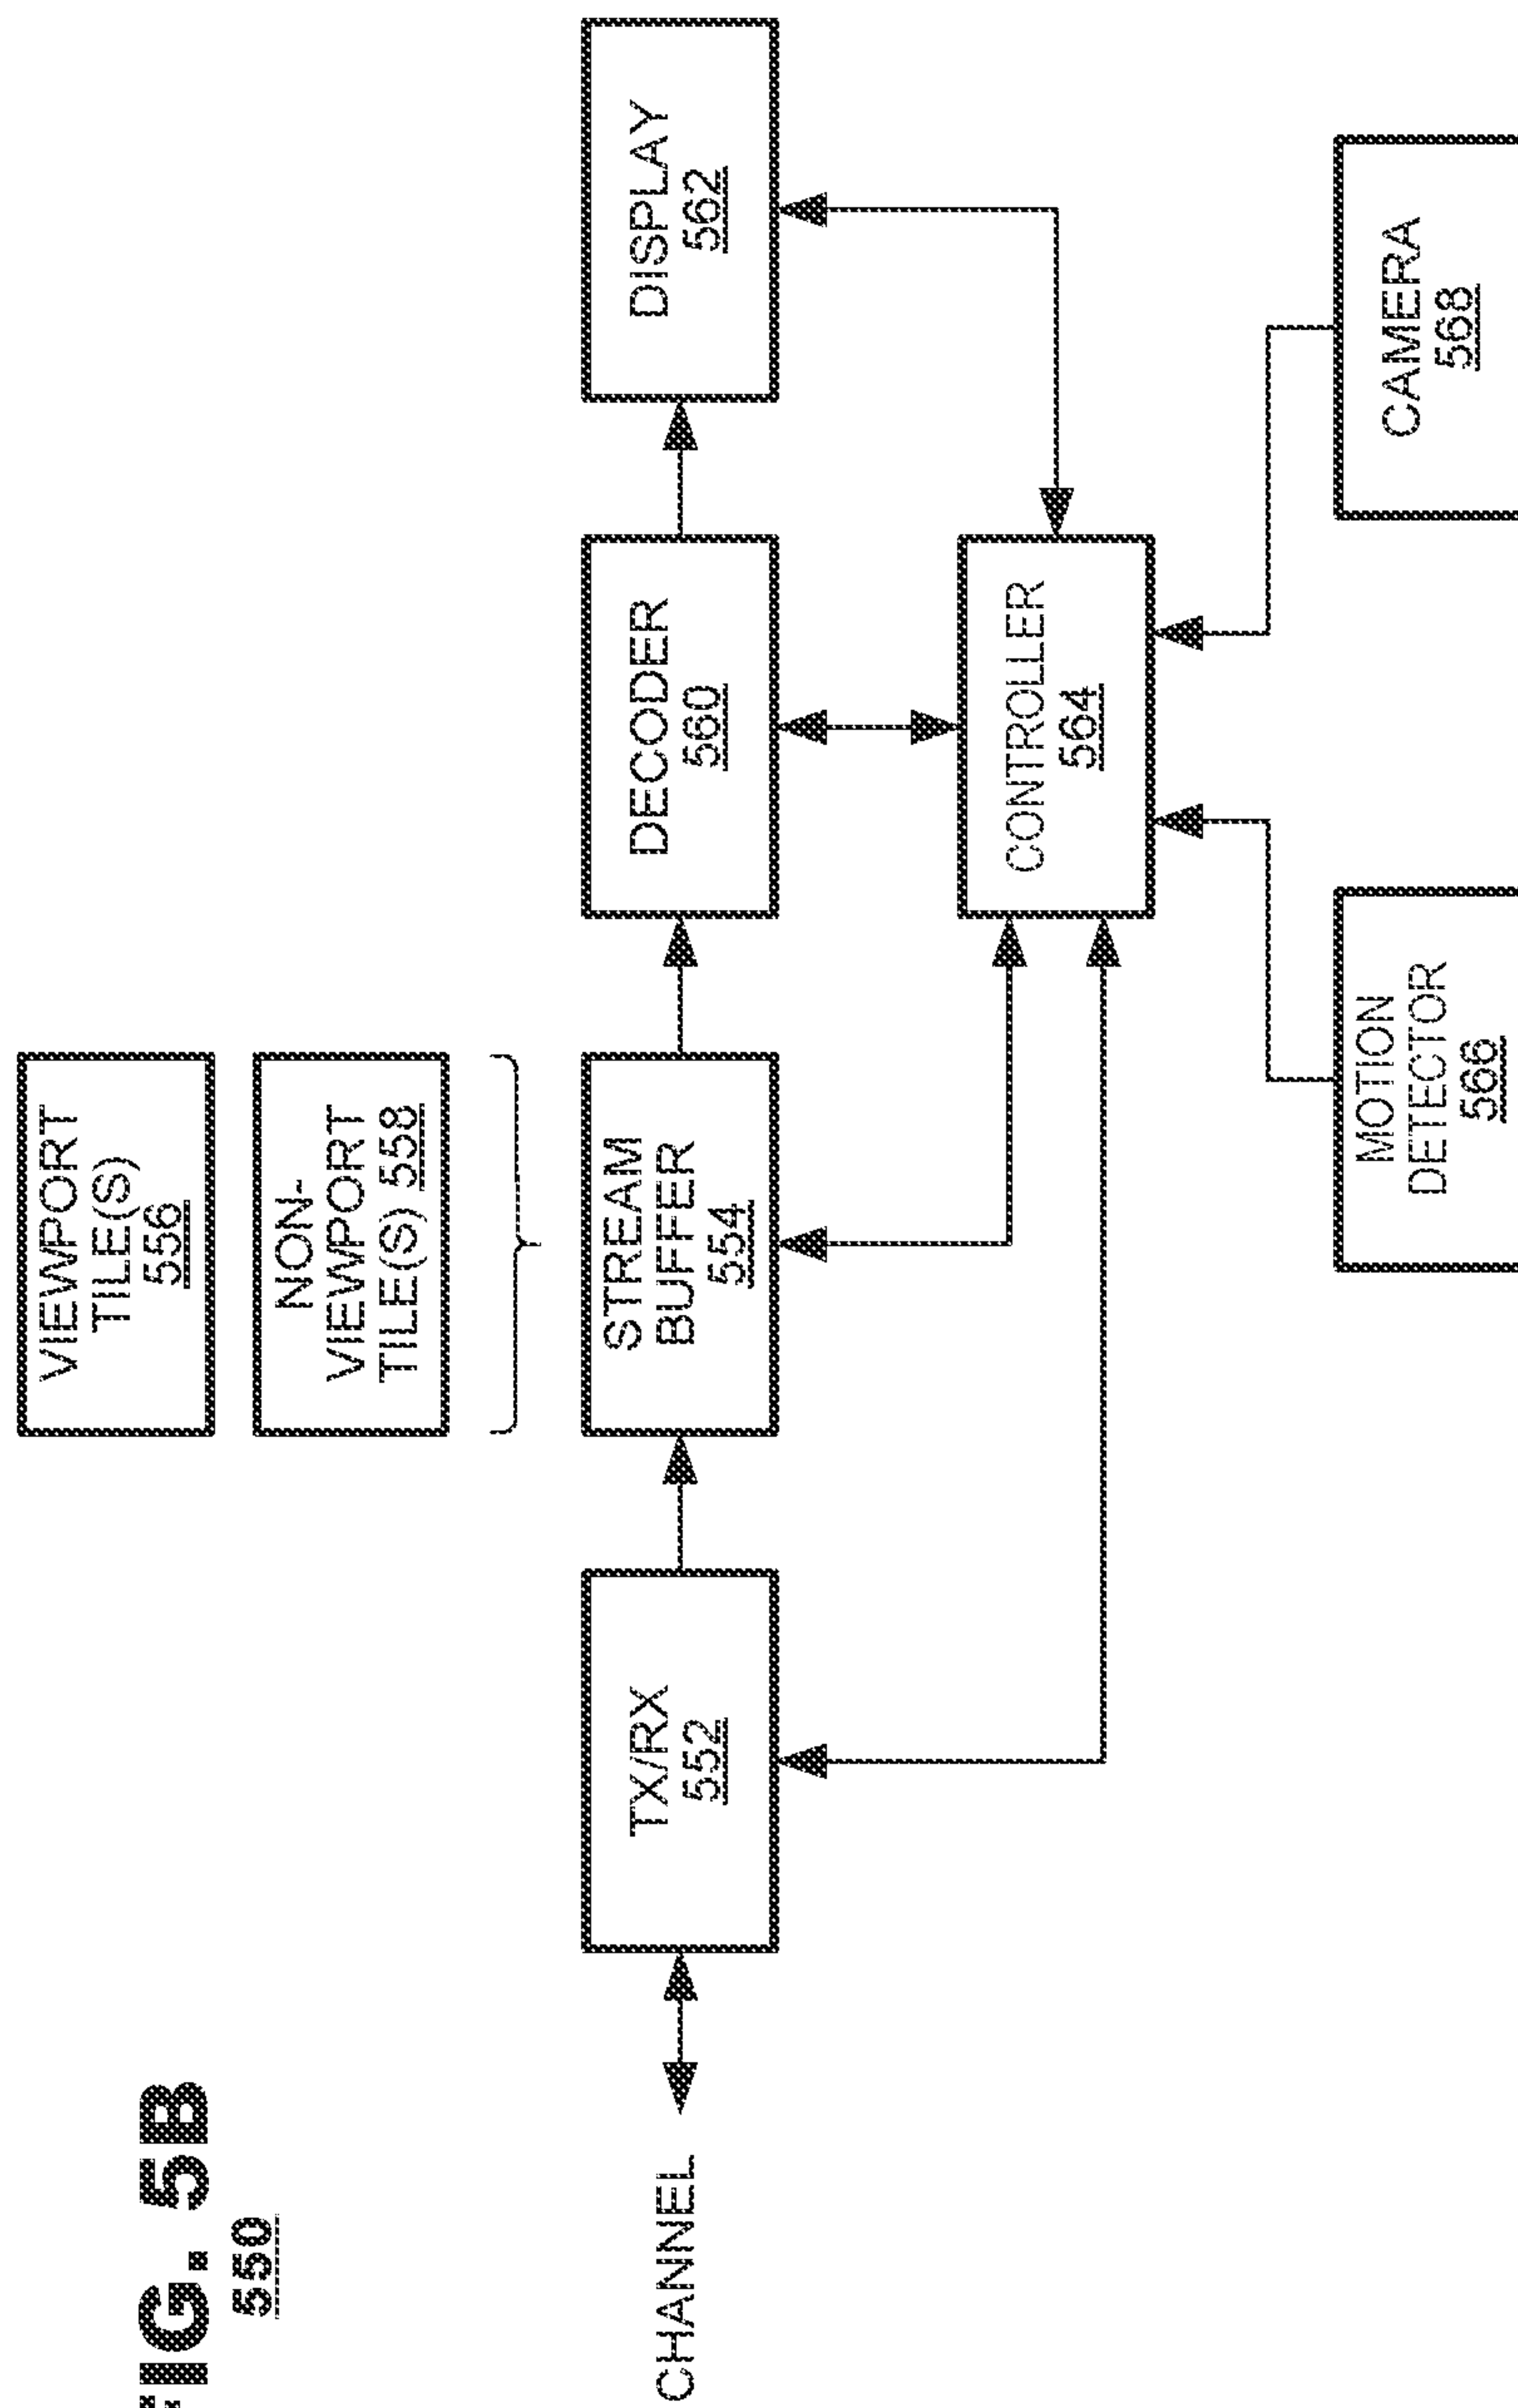 FIG. 5B
550
VIEWPORT
TILE(S)
556
NON-
VIEWPORT
TILE(S) 558
CHANNEL
TX/RX
552
STREAM
BUFFER
554
DECODER
560
DISPLAY
562
CONTROLLER
564
MOTION
DETECTOR
566
CAMERA
568